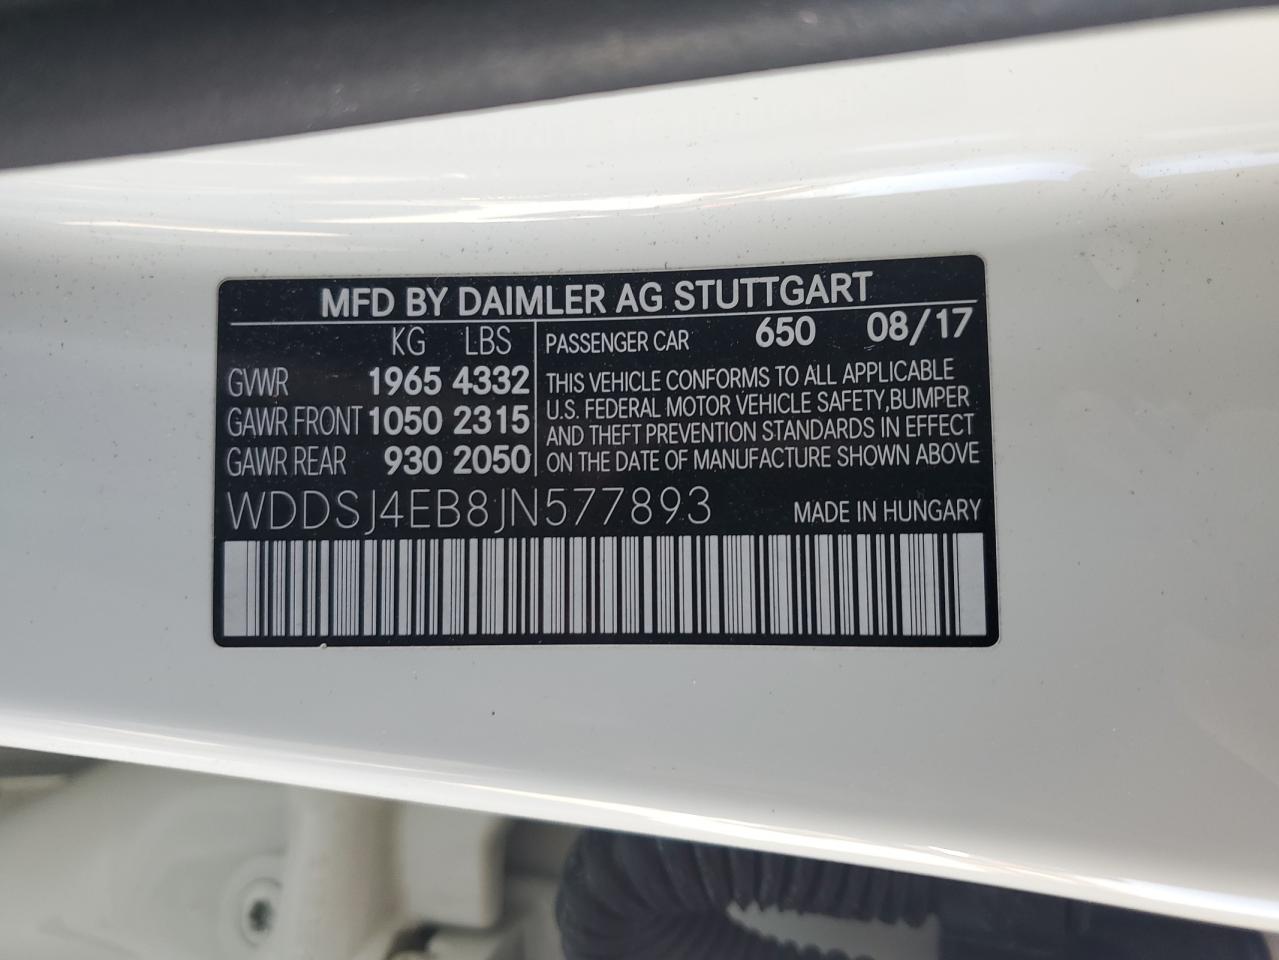 MFD BY DAIMLER AG STUTTGART
KG LBS
GVWR 1965 4332
GAWR FRONT 1050 2315
GAWR REAR 930 2050
PASSENGER CAR 650 08/17
THIS VEHICLE CONFORMS TO ALL APPLICABLE
U.S. FEDERAL MOTOR VEHICLE SAFETY,BUMPER
AND THEFT PREVENTION STANDARDS IN EFFECT
ON THE DATE OF MANUFACTURE SHOWN ABOVE
WDDSJ4EB8JN577893 MADE IN HUNGARY